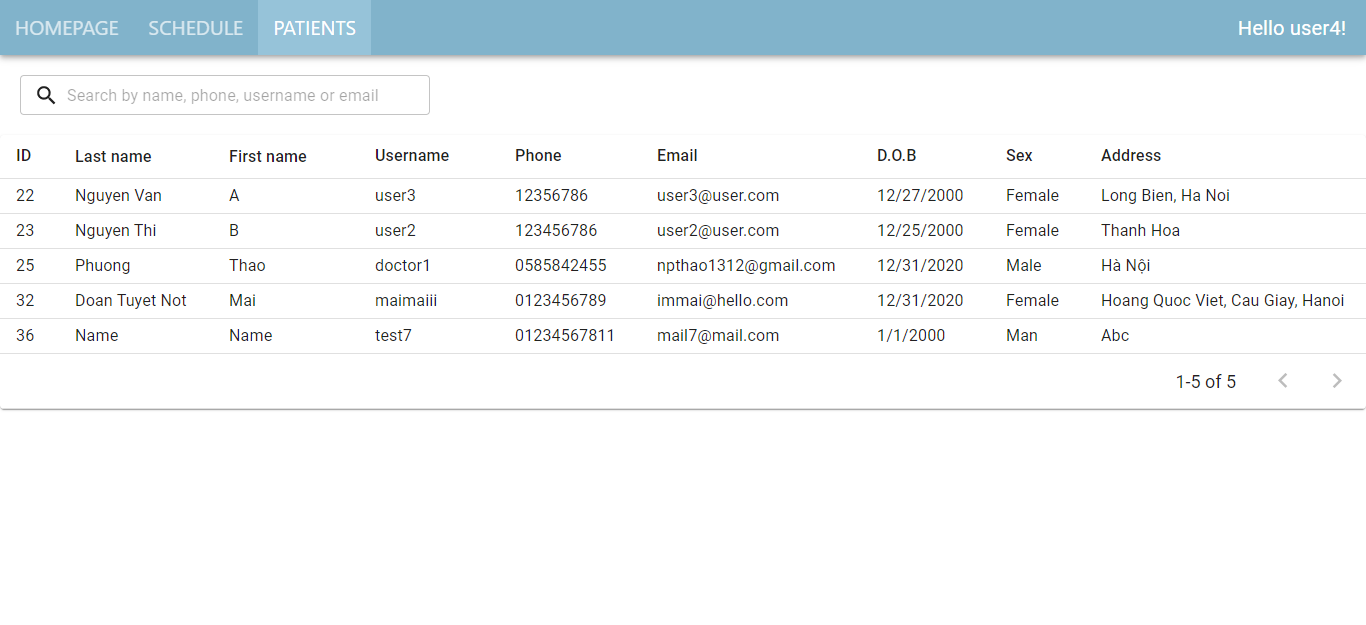 HOMEPAGE SCHEDULE PATIENTS Hello user4!
Search by name, phone, username or email
ID Last name First name Username Phone Email D.O.B Sex Address
22 Nguyen Van A user3 12356786 user3@user.com 12/27/2000 Female Long Bien, Ha Noi
23 Nguyen Thi B user2 123456786 user2@user.com 12/25/2000 Female Thanh Hoa
25 Phuong Thao doctor1 0585842455 npthao1312@gmail.com 12/31/2020 Male Hà Nội
32 Doan Tuyet Not Mai maimaiii 0123456789 immai@hello.com 12/31/2020 Female Hoang Quoc Viet, Cau Giay, Hanoi
36 Name Name test7 01234567811 mail7@mail.com 1/1/2000 Man Abc
1-5 of 5